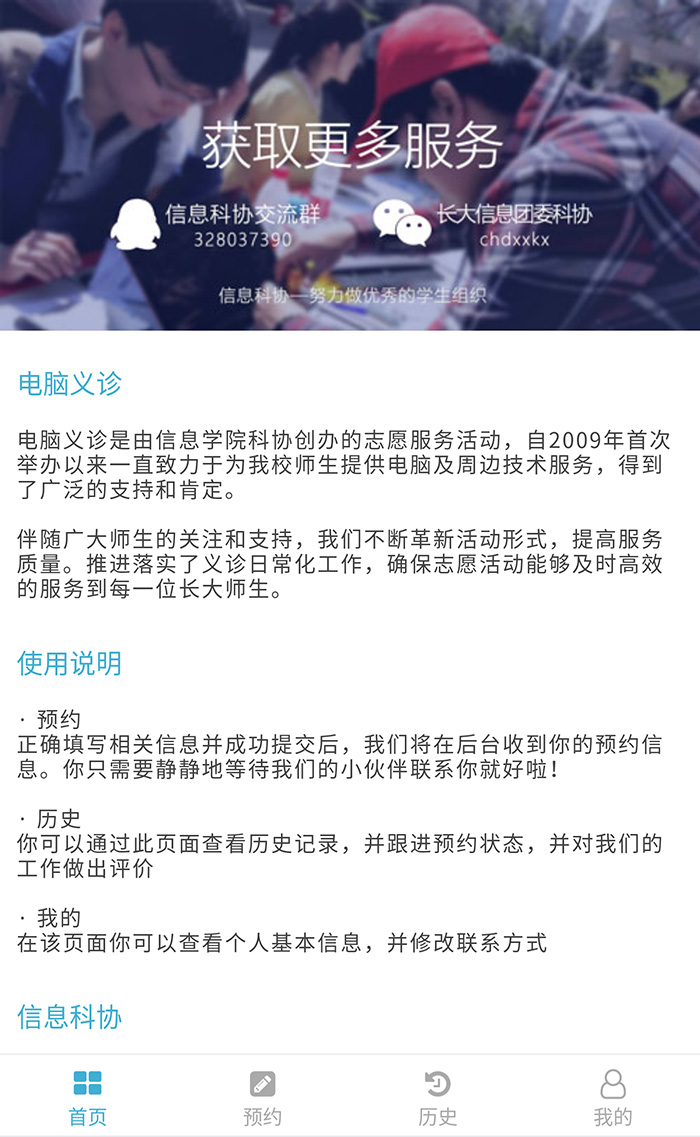 获取更多服务
信息科协交流群
328037390
长大信息团委科协
chdxxkx
信息科协—努力做优秀的学生组织
电脑义诊
电脑义诊是由信息学院科协创办的志愿服务活动，自2009年首次
举办以来一直致力于为我校师生提供电脑及周边技术服务，得到
了广泛的支持和肯定。
伴随广大师生的关注和支持，我们不断革新活动形式，提高服务
质量。推进落实了义诊日常化工作，确保志愿活动能够及时高效
的服务到每一位长大师生。
使用说明
· 预约
正确填写相关信息并成功提交后，我们将在后台收到你的预约信
息。你只需要静静地等待我们的小伙伴联系你就好啦！
· 历史
你可以通过此页面查看历史记录，并跟进预约状态，并对我们的
工作做出评价
· 我的
在该页面你可以查看个人基本信息，并修改联系方式
信息科协
首页
预约
历史
我的